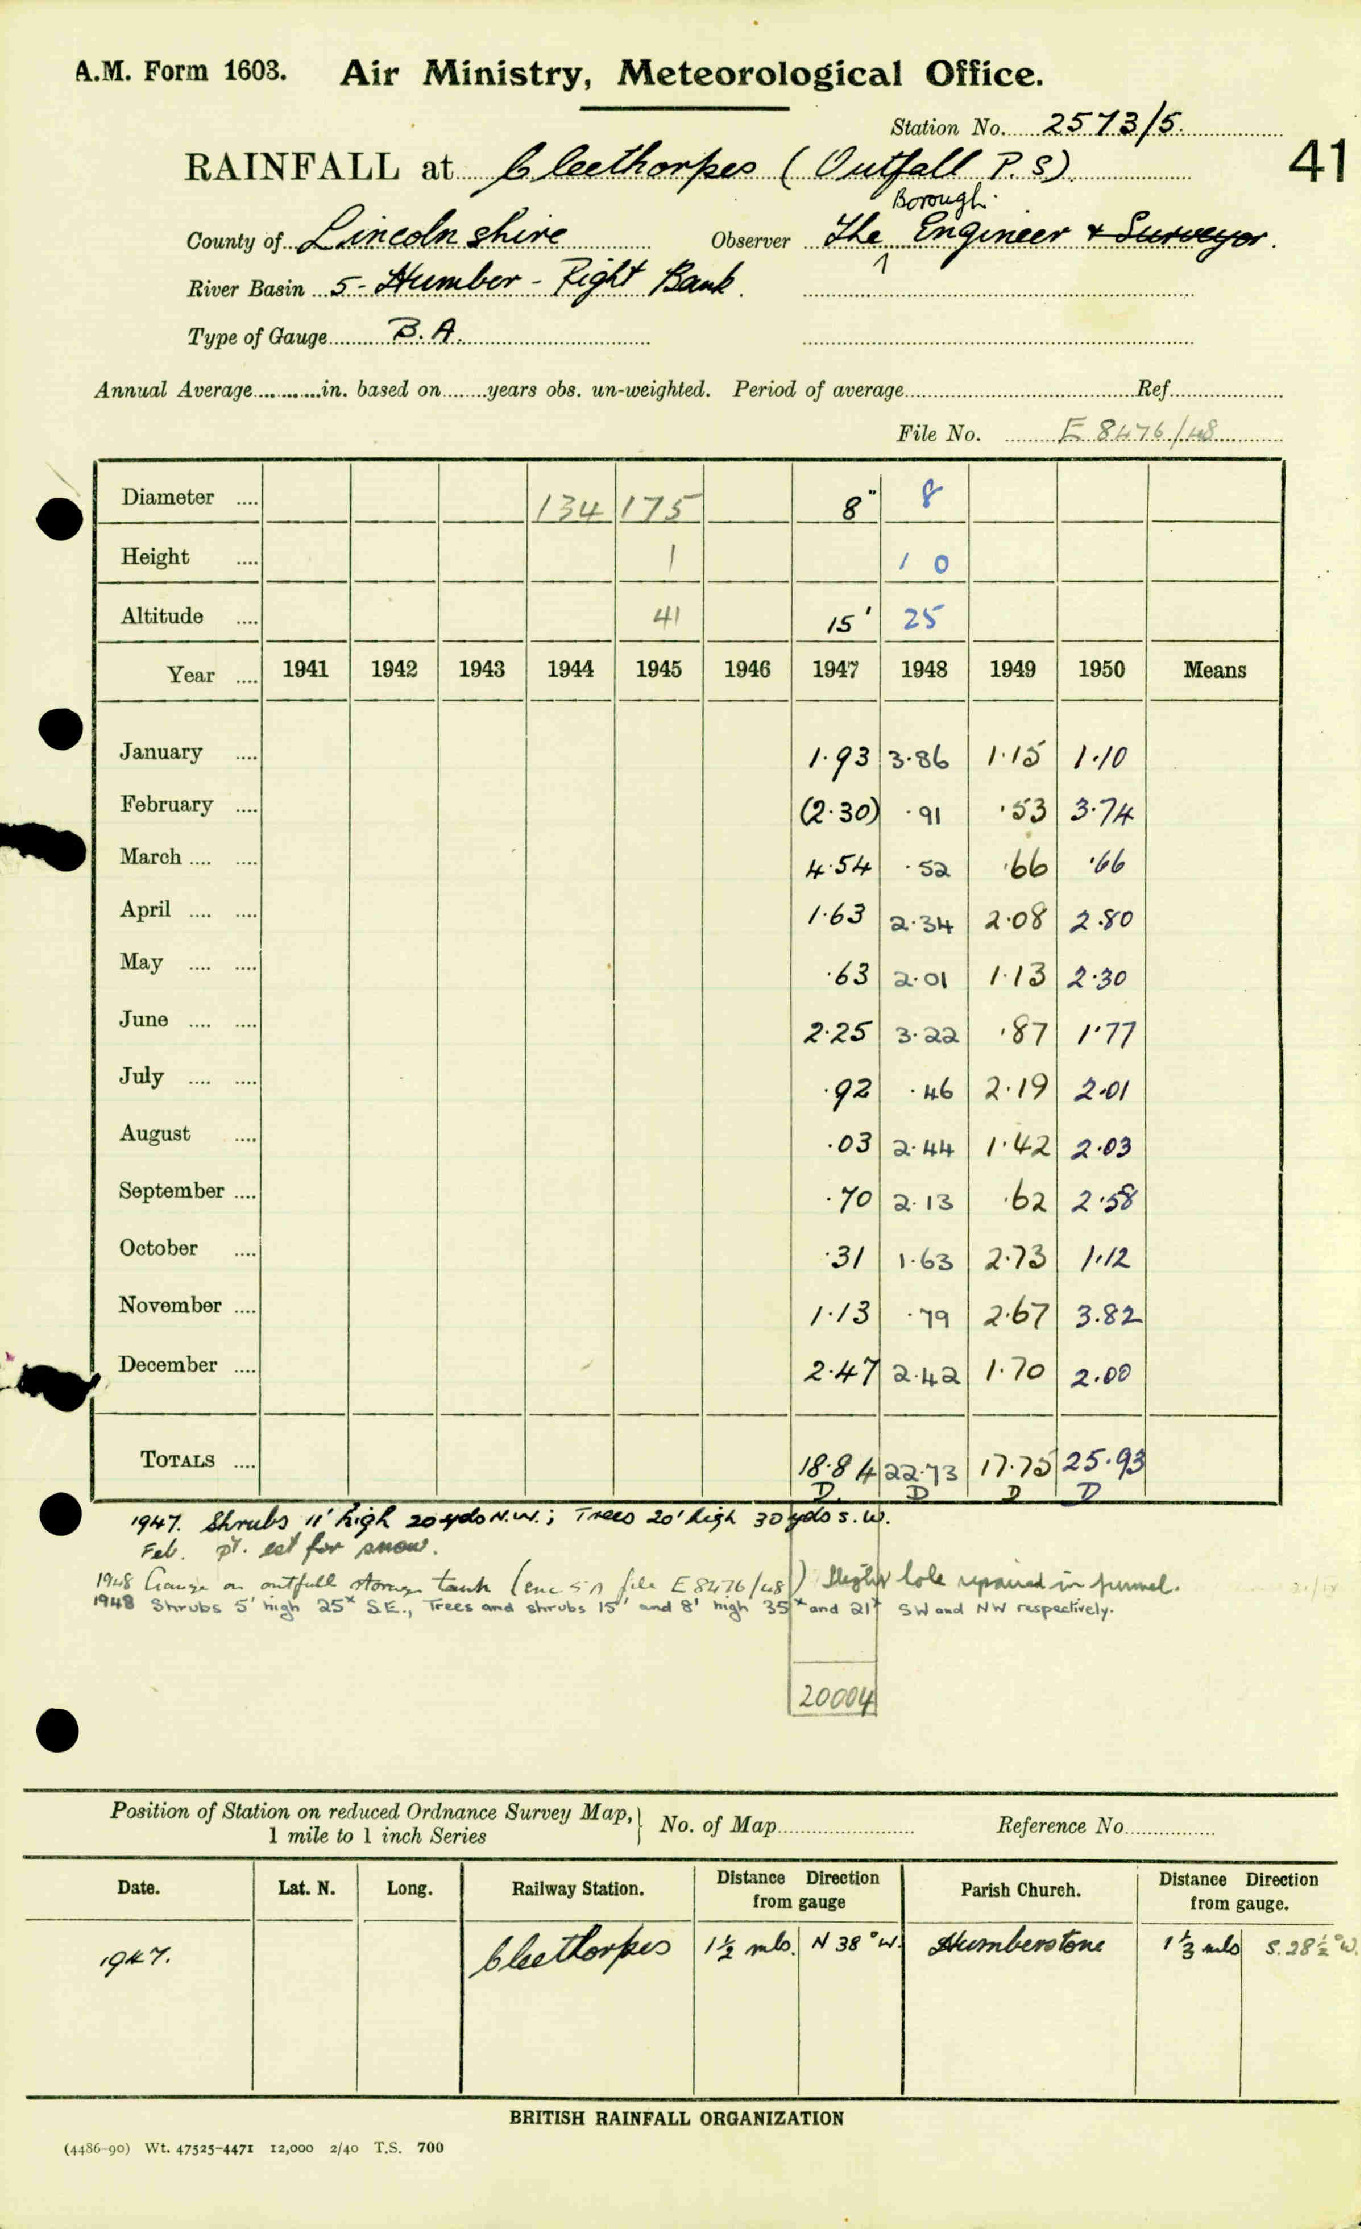 A.M. Form 1603. Air Ministry, Meteorological Office.
Station No. 2573/5.
41
RAINFALL at Cleethorpes (Outfall P.S)
Borough
County of Lincolnshire Observer The Engineer & Surveyor.
River Basin 5 - Humber - Right Bank.
Type of Gauge B.A.
Annual Average in. based on years obs. un-weighted. Period of average Ref
File No. E 8476/48
Diameter 134 175 8" 8
Height 1 1 0
Altitude 41 15' 25
Year 1941 1942 1943 1944 1945 1946 1947 1948 1949 1950 Means
January 1.93 3.86 1.15 1.10
February (2.30) .91 .53 3.74
March 4.54 .52 .66 .66
April 1.63 2.34 2.08 2.80
May .63 2.01 1.13 2.30
June 2.25 3.22 .87 1.77
July .92 .46 2.19 2.01
August .03 2.44 1.42 2.03
September .70 2.13 .62 2.58
October .31 1.63 2.73 1.12
November 1.13 .79 2.67 3.82
December 2.47 2.42 1.70 2.00
TOTALS 18.84 22.73 17.75 25.93
D D D D
1947. Shrubs 11' high 20 yds N.W.; Trees 20' high 30 yds S.W.
Feb. pt. est for snow.
1948 Gauge on outfall storage tank (enc 5A file E 8476/48) hole repaired in funnel.
1948 Shrubs 5' high 25x S.E., Trees and shrubs 15' and 8' high 35x and 21x SW and NW respectively.
20004
Position of Station on reduced Ordnance Survey Map, 1 mile to 1 inch Series } No. of Map Reference No
Date. Lat. N. Long. Railway Station. Distance Direction from gauge Parish Church. Distance Direction from gauge.
1947. Cleethorpes 1½ mls. N 38° W. Humberstone 1⅓ mls S. 28½° W.
BRITISH RAINFALL ORGANIZATION
(4486-90) Wt. 47525-4471 12,000 2/40 T.S. 700